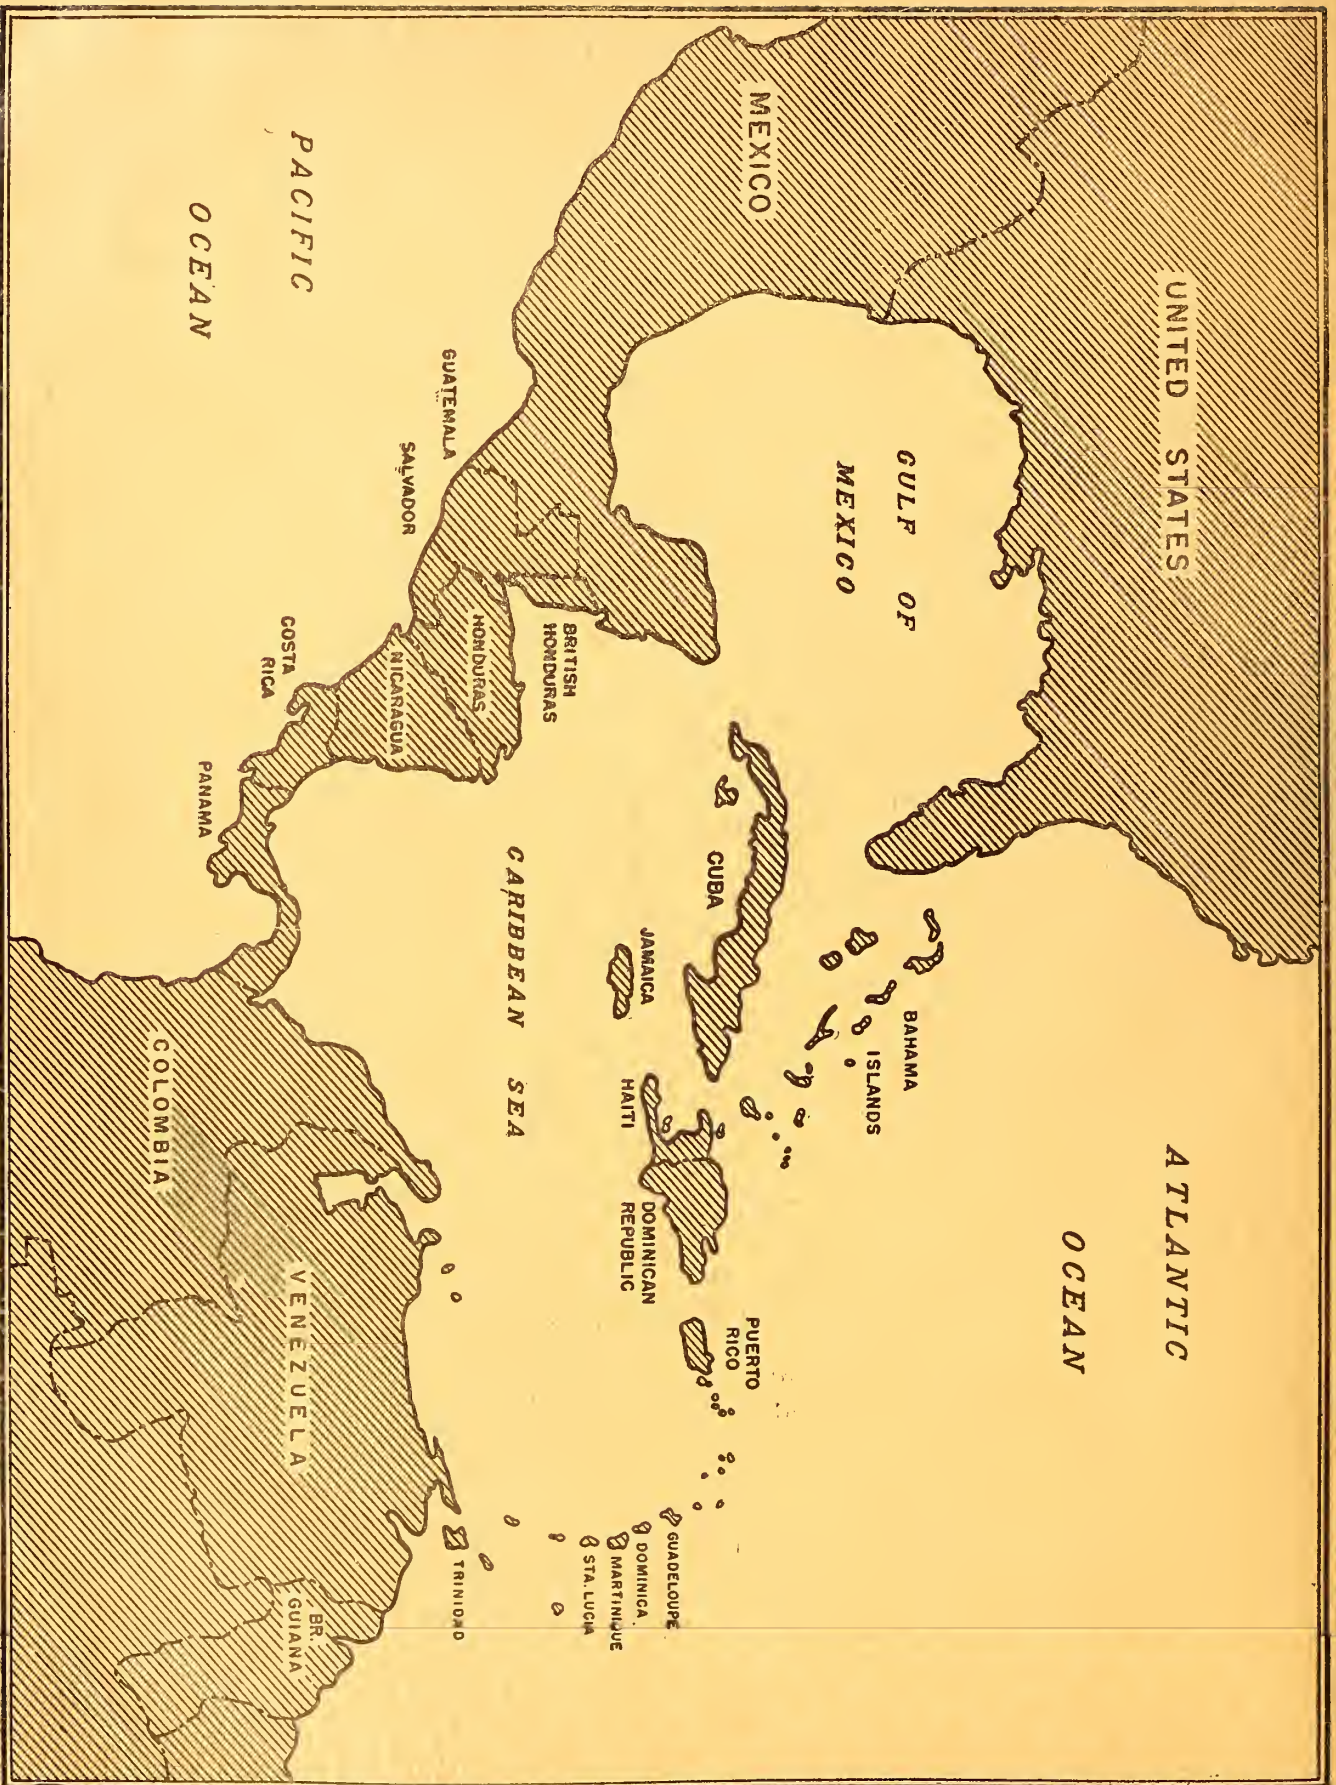 UNITED STATES
MEXICO
GULF OF
MEXICO
ATLANTIC
OCEAN
PACIFIC
OCEAN
BAHAMA
ISLANDS
CUBA
JAMAICA
HAITI
DOMINICAN
REPUBLIC
PUERTO
RICO
GUATEMALA
SALVADOR
BRITISH
HONDURAS
HONDURAS
NICARAGUA
COSTA
RICA
PANAMA
CARIBBEAN SEA
GUADELOUPE
DOMINICA
MARTINIQUE
STA. LUCIA
TRINIDAD
COLOMBIA
VENEZUELA
BR.
GUIANA